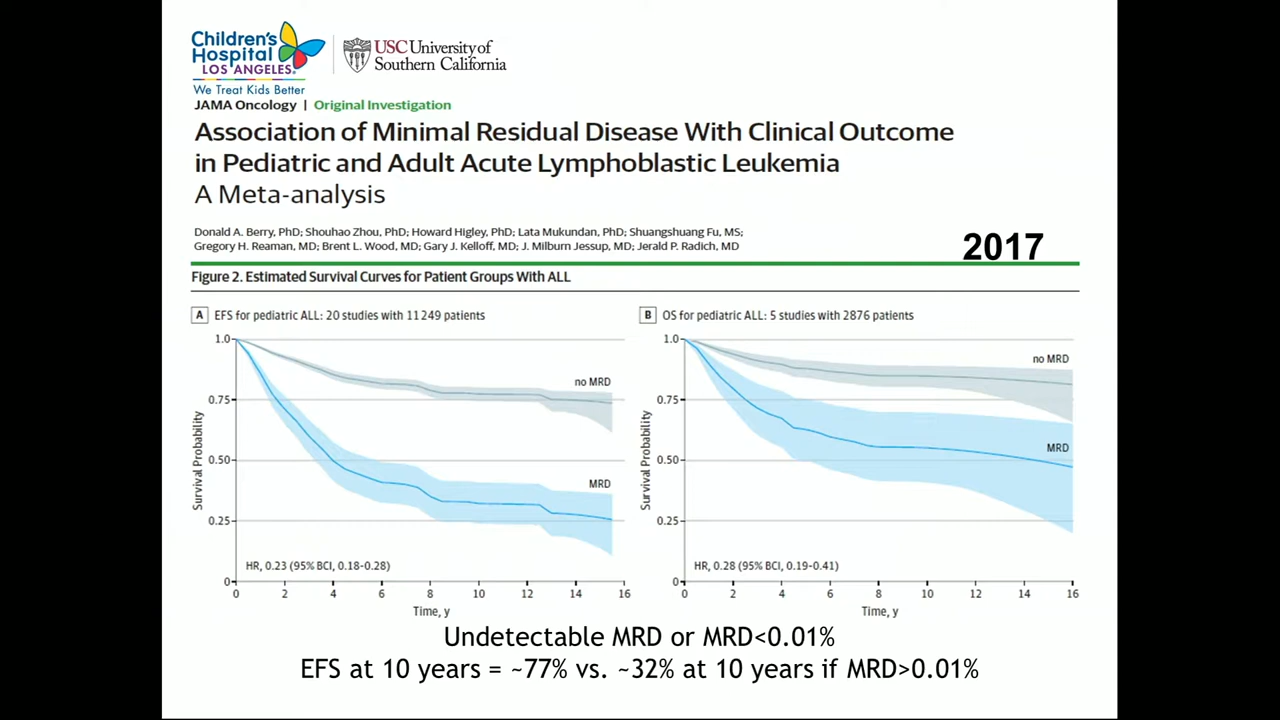 Children's
Hospital
LOS ANGELES®
We Treat Kids Better
USC University of
Southern California
JAMA Oncology | Original Investigation
Association of Minimal Residual Disease With Clinical Outcome
in Pediatric and Adult Acute Lymphoblastic Leukemia
A Meta-analysis
Donald A. Berry, PhD; Shouhao Zhou, PhD; Howard Higley, PhD; Lata Mukundan, PhD; Shuangshuang Fu, MS;
Gregory H. Reaman, MD; Brent L. Wood, MD; Gary J. Kelloff, MD; J. Milburn Jessup, MD; Jerald P. Radich, MD
2017
Figure 2. Estimated Survival Curves for Patient Groups With ALL
A EFS for pediatric ALL: 20 studies with 11 249 patients
1.0
0.75
0.50
0.25
0
Survival Probability
no MRD
MRD
HR, 0.23 (95% BCI, 0.18-0.28)
0 2 4 6 8 10 12 14 16
Time, y
B OS for pediatric ALL: 5 studies with 2876 patients
1.0
0.75
0.50
0.25
0
Survival Probability
no MRD
MRD
HR, 0.28 (95% BCI, 0.19-0.41)
0 2 4 6 8 10 12 14 16
Time, y
Undetectable MRD or MRD<0.01%
EFS at 10 years = ~77% vs. ~32% at 10 years if MRD>0.01%